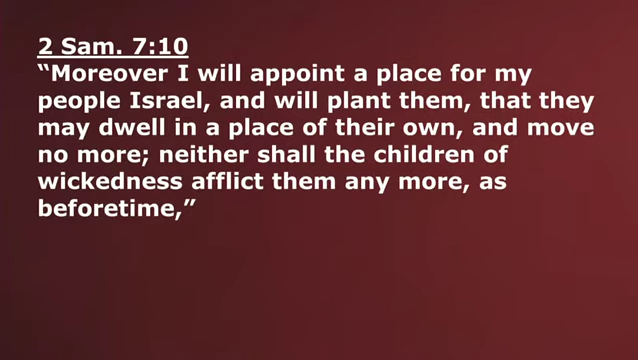 2 Sam. 7:10
“Moreover I will appoint a place for my
people Israel, and will plant them, that they
may dwell in a place of their own, and move
no more; neither shall the children of
wickedness afflict them any more, as
beforetime,”